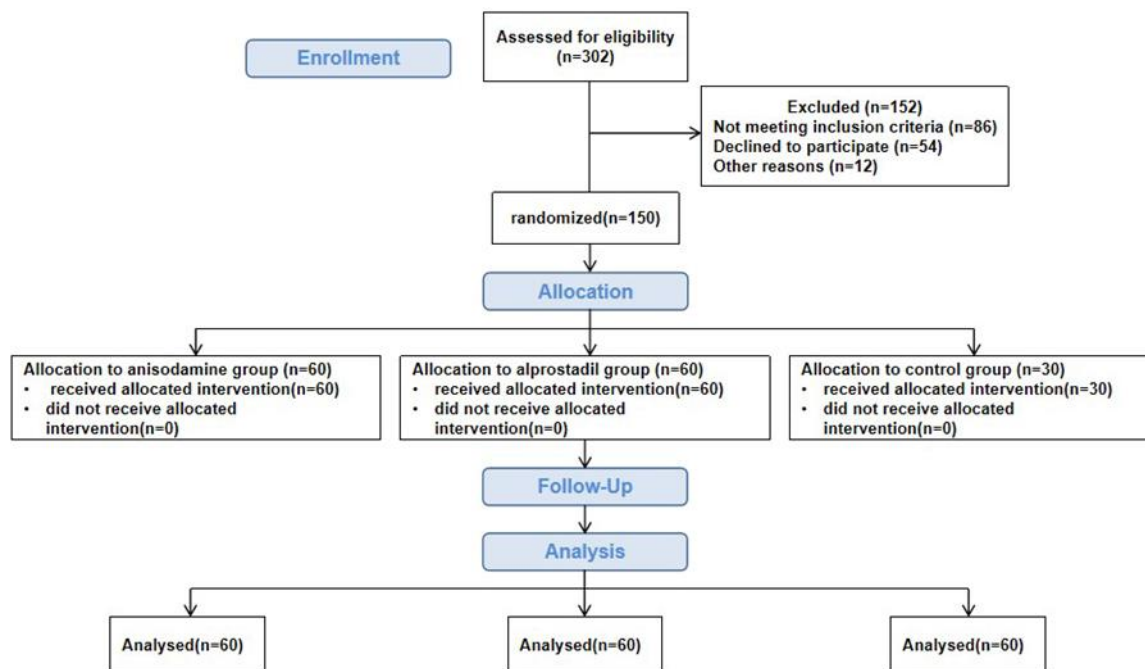 Assessed for eligibility
(n=302)
Enrollment
Excluded (n=152)
Not meeting inclusion criteria (n=86)
Declined to participate (n=54)
Other reasons (n=12)
randomized(n=150)
Allocation
Allocation to anisodamine group (n=60)
• received allocated intervention(n=60)
• did not receive allocated
intervention(n=0)
Allocation to alprostadil group (n=60)
• received allocated intervention(n=60)
• did not receive allocated
intervention(n=0)
Allocation to control group (n=30)
• received allocated intervention(n=30)
• did not receive allocated
intervention(n=0)
Follow-Up
Analysis
Analysed(n=60)
Analysed(n=60)
Analysed(n=60)